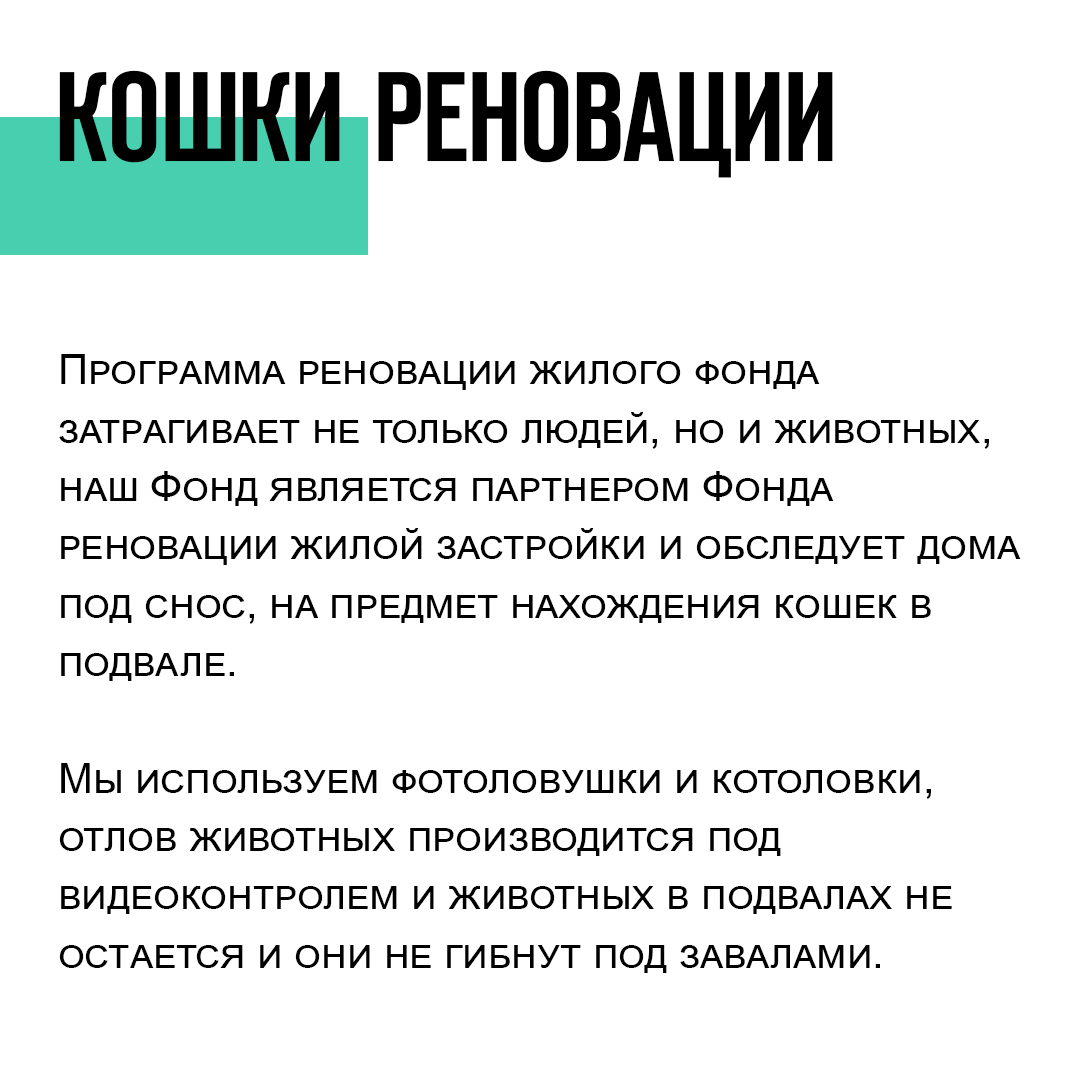 КОШКИ РЕНОВАЦИИ
Программа реновации жилого фонда
затрагивает не только людей, но и животных,
наш Фонд является партнером Фонда
реновации жилой застройки и обследует дома
под снос, на предмет нахождения кошек в
подвале.
Мы используем фотоловушки и котоловки,
отлов животных производится под
видеоконтролем и животных в подвалах не
остается и они не гибнут под завалами.